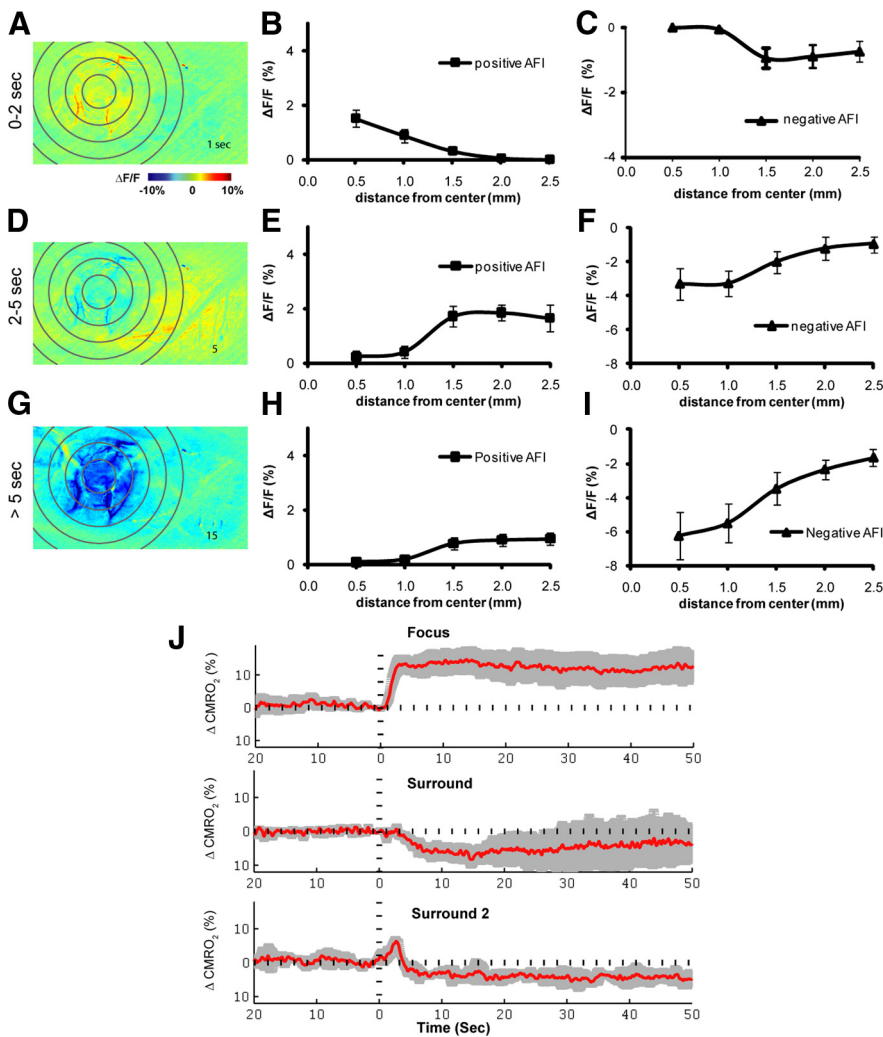 A
0-2 sec
1 sec
ΔF/F
-10% 0 10%
B
ΔF/F (%)
4
2
0
positive AFI
0.0 0.5 1.0 1.5 2.0 2.5
distance from center (mm)
C
ΔF/F (%)
0
-2
-4
negative AFI
0.0 0.5 1.0 1.5 2.0 2.5
distance from center (mm)
D
2-5 sec
5
E
ΔF/F (%)
4
2
0
positive AFI
0.0 0.5 1.0 1.5 2.0 2.5
distance from center (mm)
F
ΔF/F (%)
0
-2
-4
-6
-8
negative AFI
0.0 0.5 1.0 1.5 2.0 2.5
distance from center (mm)
G
> 5 sec
15
H
ΔF/F (%)
4
2
0
Positive AFI
0.0 0.5 1.0 1.5 2.0 2.5
distance from center (mm)
I
ΔF/F (%)
0
-2
-4
-6
-8
Negative AFI
0.0 0.5 1.0 1.5 2.0 2.5
distance from center (mm)
J
Focus
Δ CMRO2 (%)
10
0
10
20 10 0 10 20 30 40 50
Surround
Δ CMRO2 (%)
10
0
10
20 10 0 10 20 30 40 50
Surround 2
Δ CMRO2 (%)
10
0
10
20 10 0 10 20 30 40 50
Time (Sec)